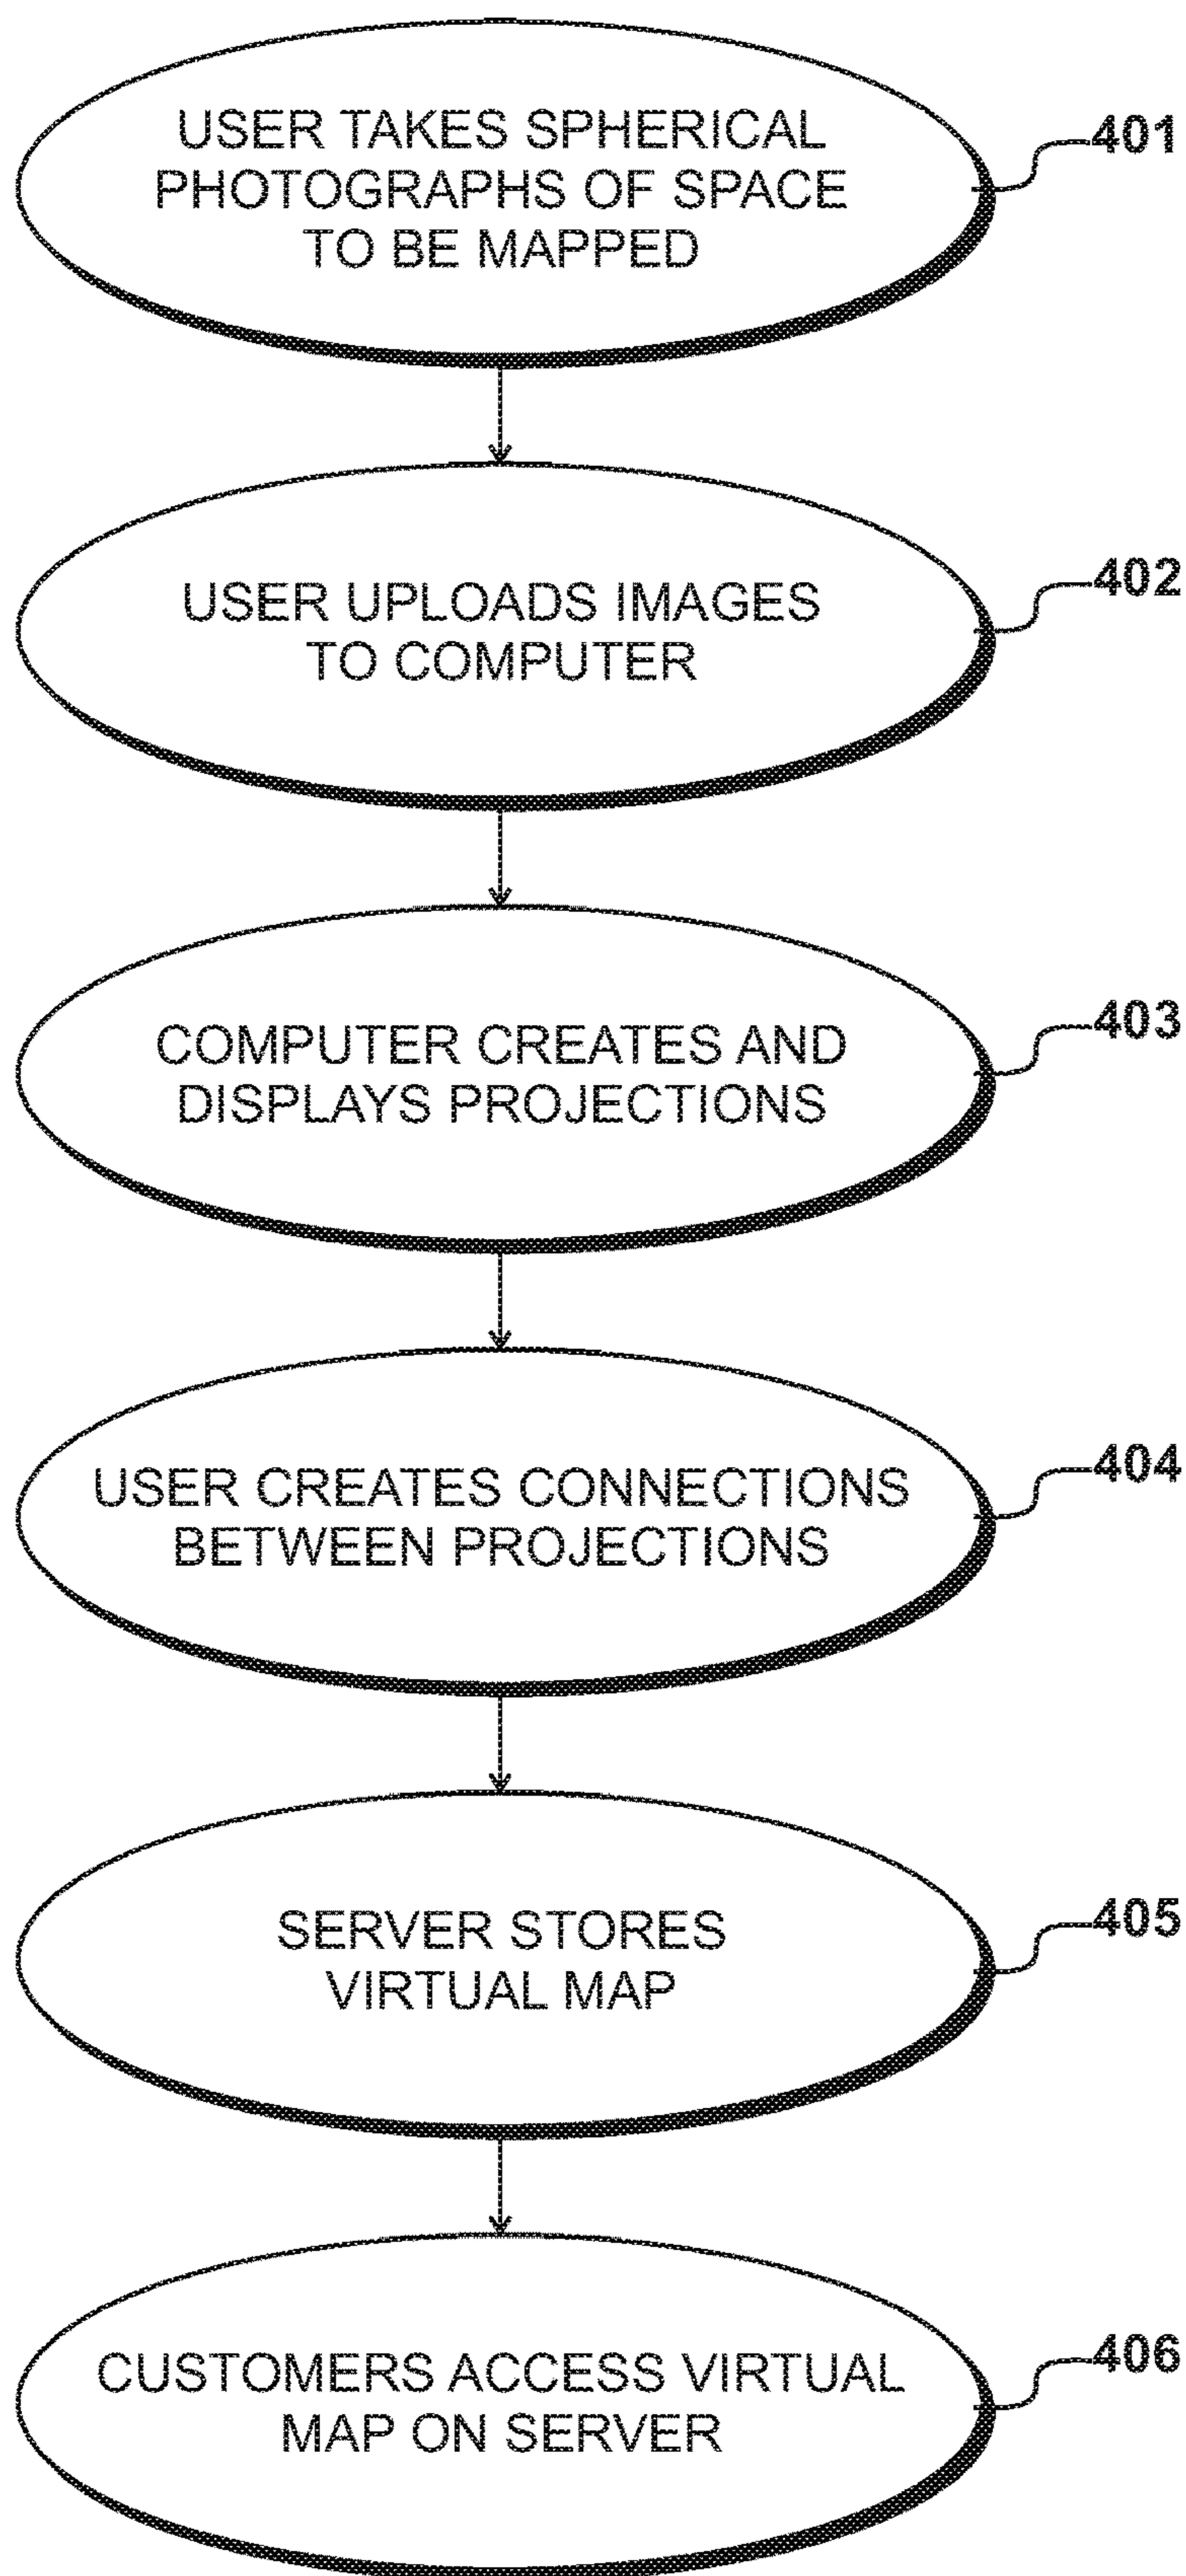 USER TAKES SPHERICAL
PHOTOGRAPHS OF SPACE
TO BE MAPPED
401
USER UPLOADS IMAGES
TO COMPUTER
402
COMPUTER CREATES AND
DISPLAYS PROJECTIONS
403
USER CREATES CONNECTIONS
BETWEEN PROJECTIONS
404
SERVER STORES
VIRTUAL MAP
405
CUSTOMERS ACCESS VIRTUAL
MAP ON SERVER
406